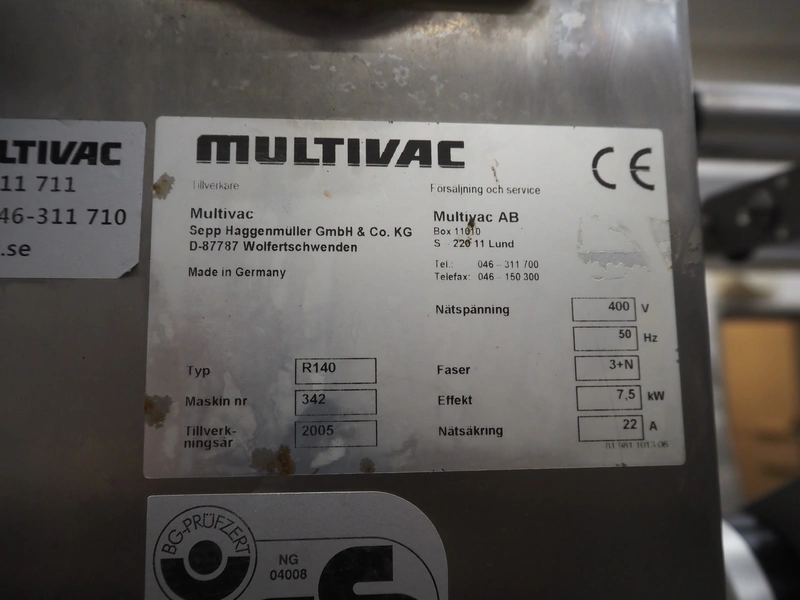 LTIVAC
11 711
46-311 710
.se
MULTIVAC
CE
Tillverkare
Multivac
Sepp Haggenmüller GmbH & Co. KG
D-87787 Wolfertschwenden
Made in Germany
Försäljning och service
Multivac AB
Box 11010
S - 220 11 Lund
Tel.: 046 - 311 700
Telefax: 046 - 150 300
Nätspänning 400 V
50 Hz
Typ R140
Faser 3+N
Maskin nr 342
Effekt 7,5 kW
Tillverk-
ningsår 2005
Nätsäkring 22 A
BG-PRÜFZERT
NG
04008